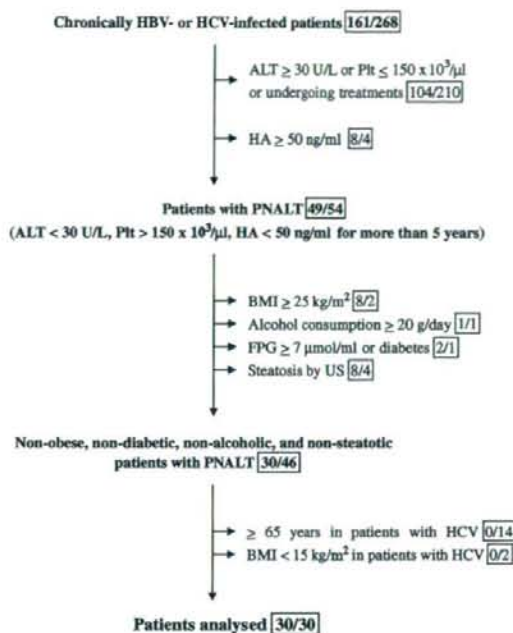 Chronically HBV- or HCV-infected patients 161/268
ALT ≥ 30 U/L or Plt ≤ 150 x 10³/μl
or undergoing treatments 104/210
HA ≥ 50 ng/ml 8/4
Patients with PNALT 49/54
(ALT < 30 U/L, Plt > 150 x 10³/μl, HA < 50 ng/ml for more than 5 years)
BMI ≥ 25 kg/m² 8/2
Alcohol consumption ≥ 20 g/day 1/1
FPG ≥ 7 μmol/ml or diabetes 2/1
Steatosis by US 8/4
Non-obese, non-diabetic, non-alcoholic, and non-steatotic
patients with PNALT 30/46
≥ 65 years in patients with HCV 0/14
BMI < 15 kg/m² in patients with HCV 0/2
Patients analysed 30/30